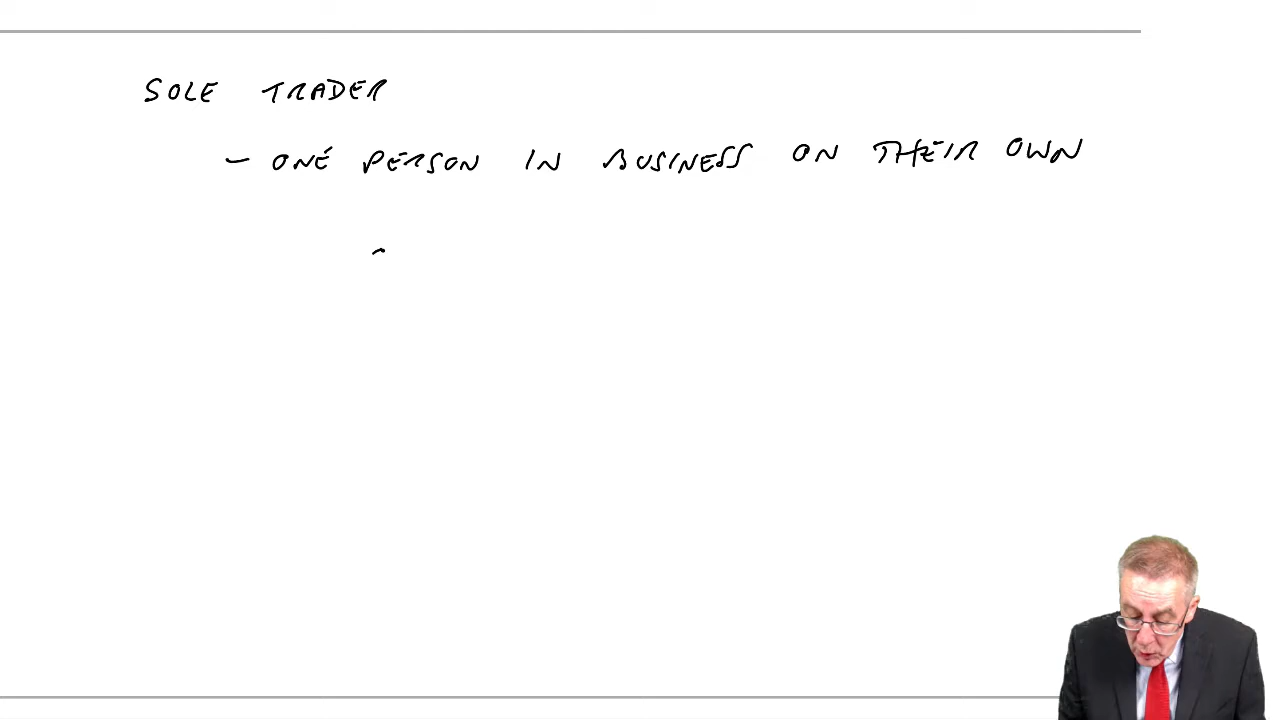 SOLE TRADER
- ONE PERSON IN BUSINESS ON THEIR OWN